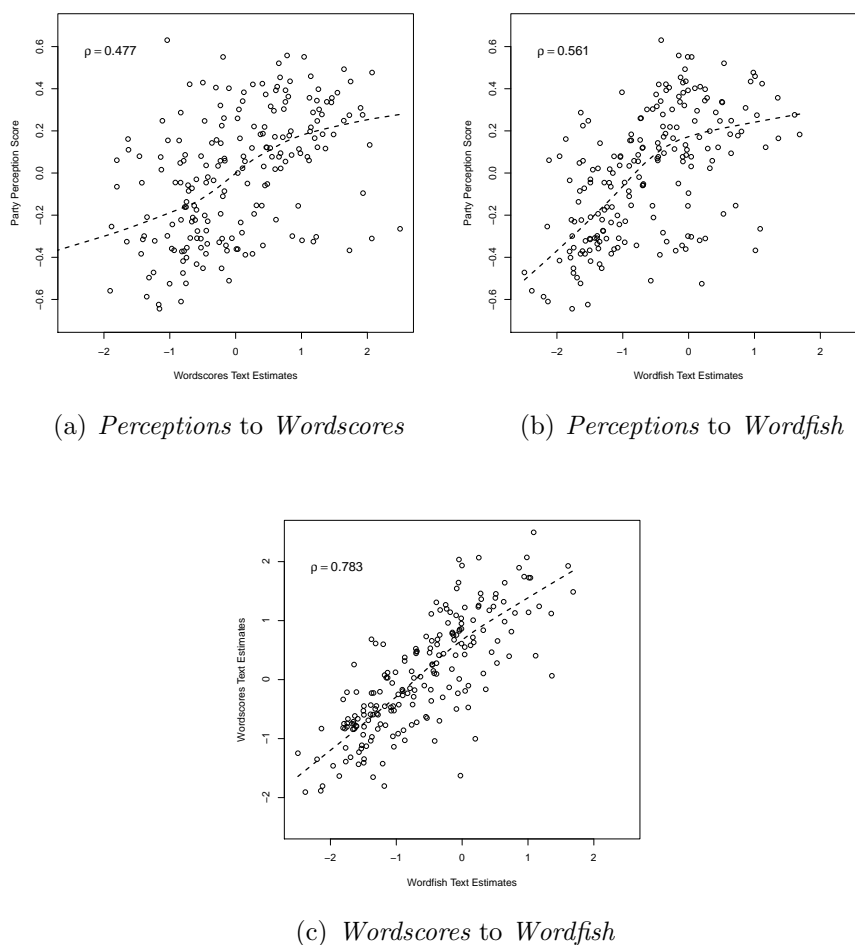 ρ = 0.477
Party Perception Score
0.6
0.4
0.2
0.0
−0.2
−0.4
−0.6
−2 −1 0 1 2
Wordscores Text Estimates
(a) Perceptions to Wordscores
ρ = 0.561
Party Perception Score
0.6
0.4
0.2
0.0
−0.2
−0.4
−0.6
−2 −1 0 1 2
Wordfish Text Estimates
(b) Perceptions to Wordfish
ρ = 0.783
Wordscores Text Estimates
2
1
0
−1
−2
−2 −1 0 1 2
Wordfish Text Estimates
(c) Wordscores to Wordfish